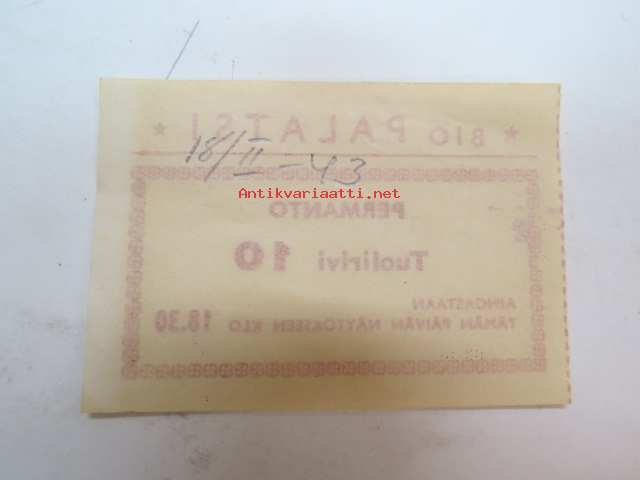 ★ BIO PALATSI ★
18/II -43
Antikvariaatti.net
PERMANTO
Tuolirivi 10
AINOASTAAN
TÄMÄN PÄIVÄN NÄYTÖKSEEN KLO 18.30